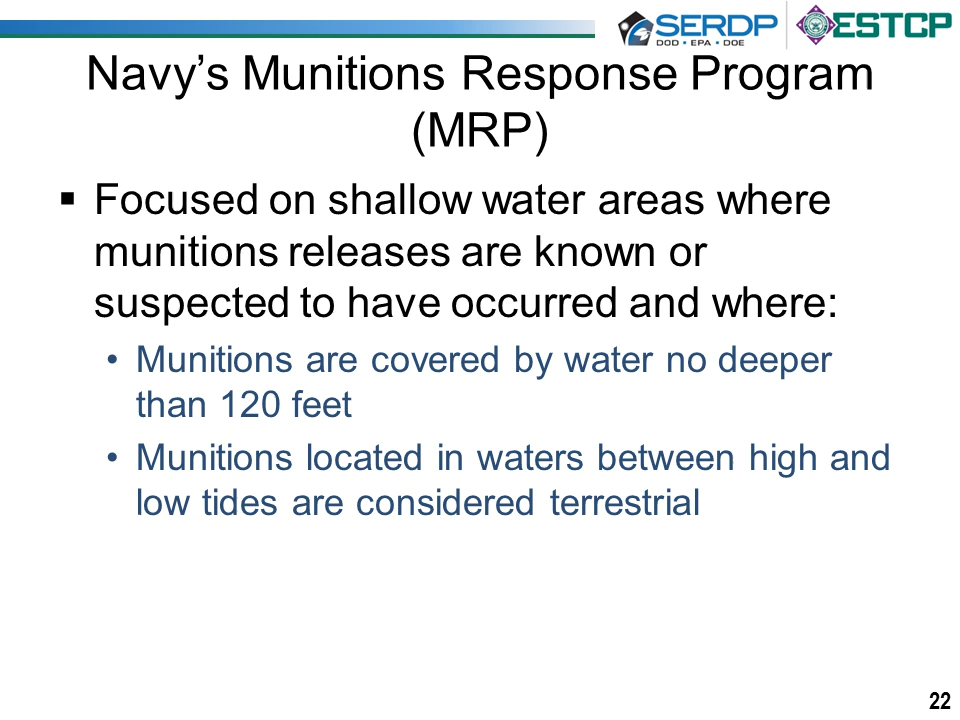 SERDP
DOD • EPA • DOE
ESTCP
Navy’s Munitions Response Program
(MRP)
▪ Focused on shallow water areas where
munitions releases are known or
suspected to have occurred and where:
• Munitions are covered by water no deeper
than 120 feet
• Munitions located in waters between high and
low tides are considered terrestrial
22